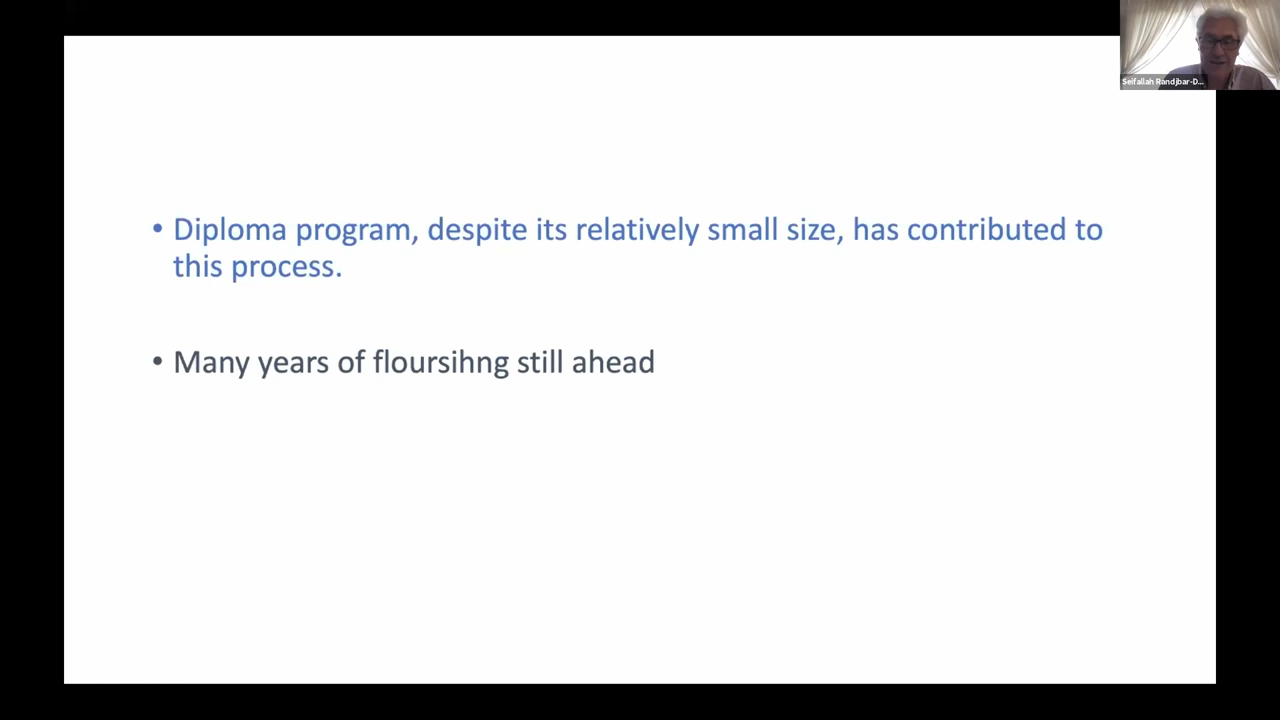 Seifallah Randjbar-D...
• Diploma program, despite its relatively small size, has contributed to
this process.
• Many years of floursihng still ahead